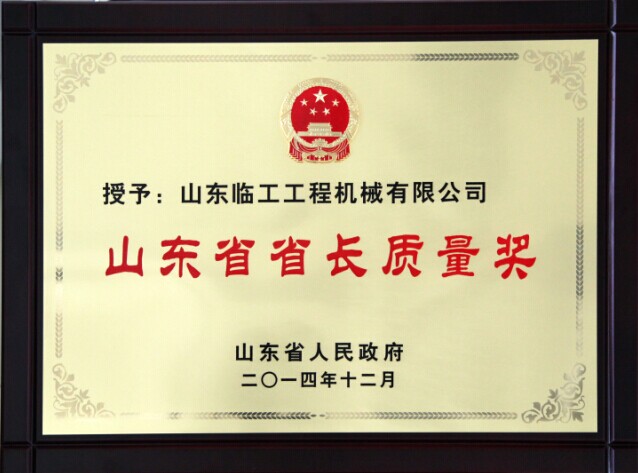 授予：山东临工工程机械有限公司
山东省省长质量奖
山东省人民政府
二〇一四年十二月